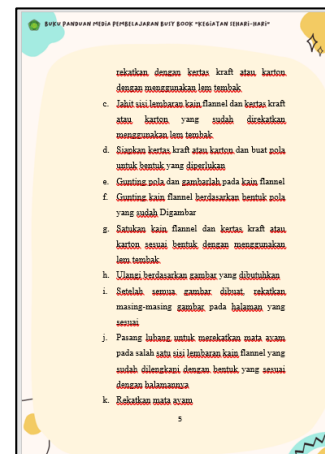 BUKU PANDUAN MEDIA PEMBELAJARAN BUSY BOOK "KEGIATAN SEHARI-HARI"
rekatkan dengan kertas kraft atau karton
dengan menggunakan lem tembak
c. Jahit sisi lembaran kain flannel dan kertas kraft
atau karton yang sudah direkatkan
menggunakan lem tembak
d. Siapkan kertas kraft atau karton dan buat pola
untuk bentuk yang diperlukan
e. Gunting pola dan gambarlah pada kain flannel
f. Gunting kain flannel berdasarkan bentuk pola
yang sudah Digambar
g. Satukan kain flannel dan kertas kraft atau
karton sesuai bentuk dengan menggunakan
lem tembak
h. Ulangi berdasarkan gambar yang dibutuhkan
i. Setelah semua gambar dibuat, rekatkan
masing-masing gambar pada halaman yang
sesuai
j. Pasang lubang untuk merekatkan mata ayam
pada salah satu sisi lembaran kain flannel yang
sudah dilengkapi dengan bentuk yang sesuai
dengan halamannya
k. Rekatkan mata ayam
5